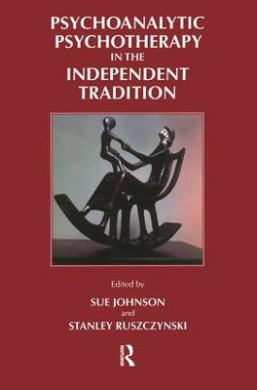 PSYCHOANALYTIC
PSYCHOTHERAPY
IN THE
INDEPENDENT
TRADITION
Edited by
SUE JOHNSON
and
STANLEY RUSZCZYNSKI
R